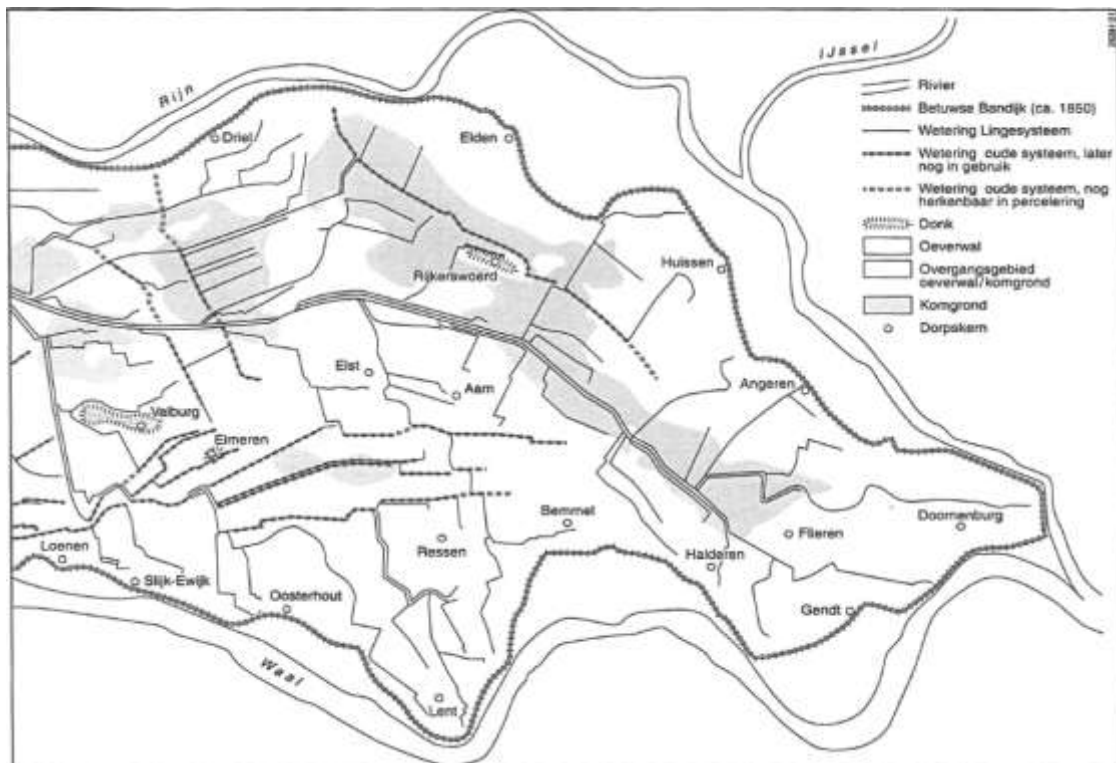 IJssel
Rijn
Rivier
Betuwse Bandijk (ca. 1850)
Wetering Lingesysteem
Wetering oude systeem, later
nog in gebruik
Wetering oude systeem, nog
herkenbaar in percelering
Donk
Oeverwal
Overgangsgebied
oeverwal/komgrond
Komgrond
Dorpskern
Driel
Elden
Rijkerswoerd
Huissen
Elst
Aam
Angeren
Valburg
Eimeren
Bemmel
Ressen
Doornenburg
Flieren
Loenen
Halderen
Slijk-Ewijk
Oosterhout
Gendt
Waal
Lent